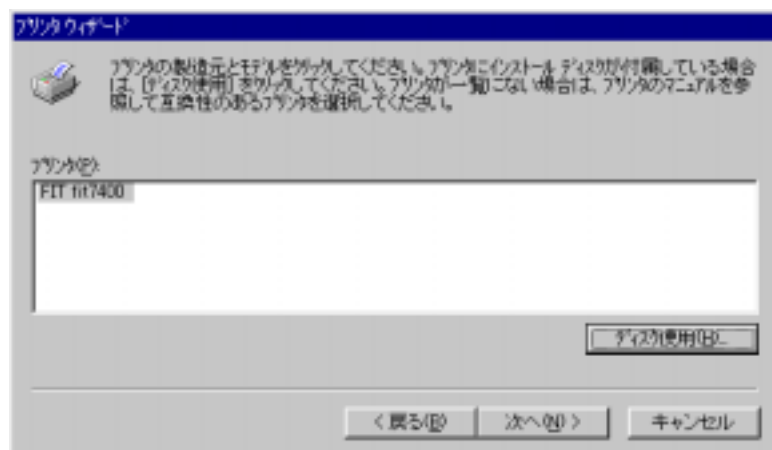 プリンタ ウィザード
プリンタの製造元とモデルをクリックしてください。プリンタにインストール ディスクが付属している場合
は、[ディスク使用] をクリックしてください。プリンタが一覧にない場合は、プリンタのマニュアルを参
照して互換性のあるプリンタを選択してください。
プリンタ(P):
FIT fit7400
ディスク使用(H)...
< 戻る(B)
次へ(N) >
キャンセル